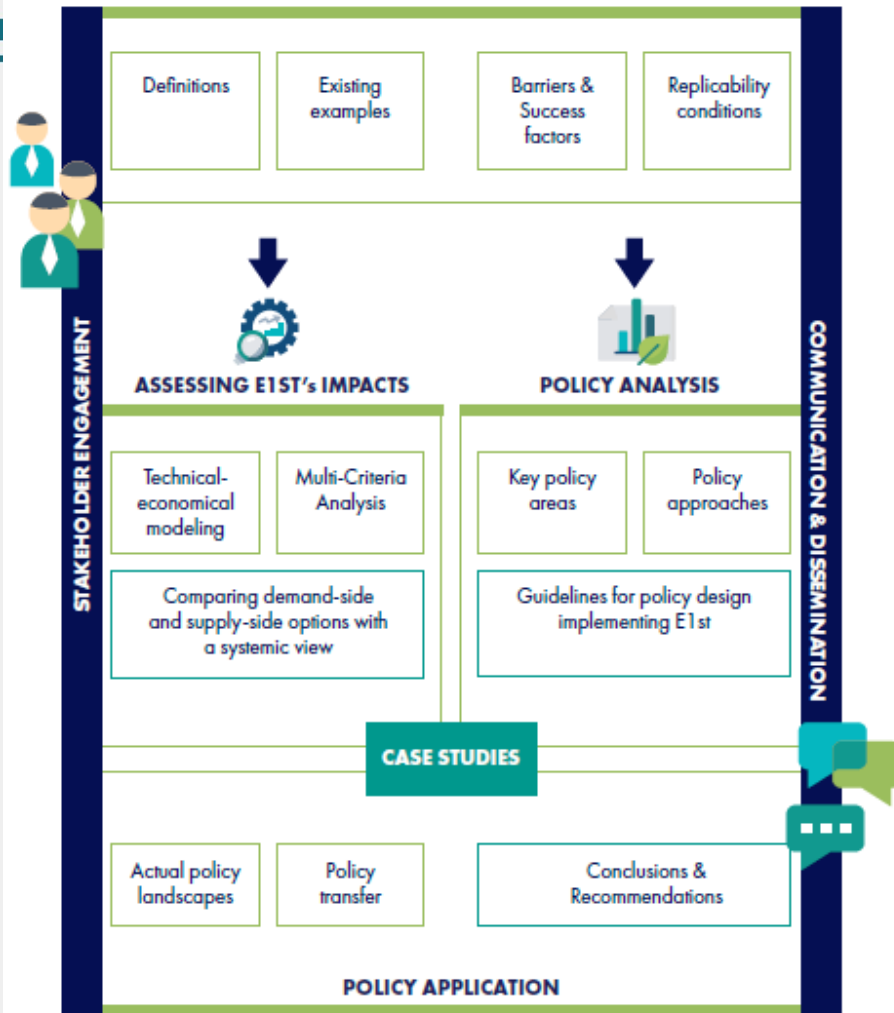 Definitions
Existing
examples
Barriers &
Success
factors
Replicability
conditions
STAKEHOLDER ENGAGEMENT
COMMUNICATION & DISSEMINATION
ASSESSING E1ST's IMPACTS
POLICY ANALYSIS
Technical-
economical
modeling
Multi-Criteria
Analysis
Key policy
areas
Policy
approaches
Comparing demand-side
and supply-side options with
a systemic view
Guidelines for policy design
implementing E1st
CASE STUDIES
Actual policy
landscapes
Policy
transfer
Conclusions &
Recommendations
POLICY APPLICATION